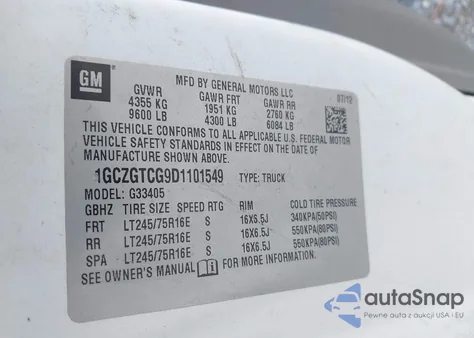 GM
MFD BY GENERAL MOTORS LLC 07/12
GVWR GAWR FRT GAWR RR
4355 KG 1951 KG 2760 KG
9600 LB 4300 LB 6084 LB
THIS VEHICLE CONFORMS TO ALL APPLICABLE U.S. FEDERAL MOTOR
VEHICLE SAFETY STANDARDS IN EFFECT ON THE DATE OF
MANUFACTURE SHOWN ABOVE.
1GCZGTCG9D1101549 TYPE: TRUCK
MODEL: G33405
GBHZ TIRE SIZE SPEED RTG RIM COLD TIRE PRESSURE
FRT LT245/75R16E S 16X6.5J 340KPA(50PSI)
RR LT245/75R16E S 16X6.5J 550KPA(80PSI)
SPA LT245/75R16E S 16X6.5J 550KPA(80PSI)
SEE OWNER'S MANUAL i FOR MORE INFORMATION.
autoSnap
Pewne auta z aukcji USA i EU